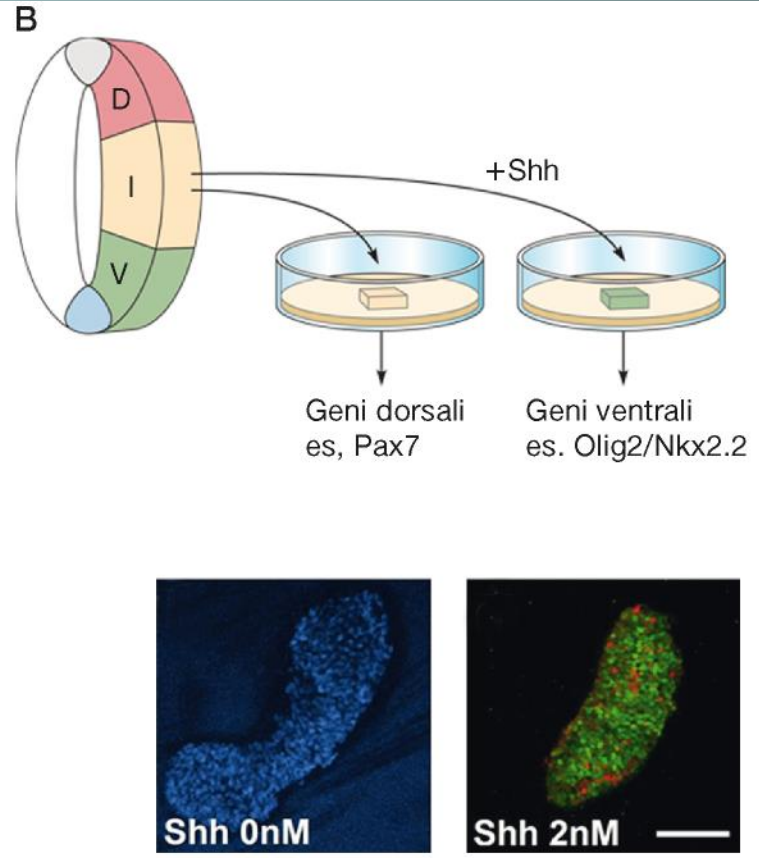 B
D
I
V
+Shh
Geni dorsali
es, Pax7
Geni ventrali
es. Olig2/Nkx2.2
Shh 0nM
Shh 2nM